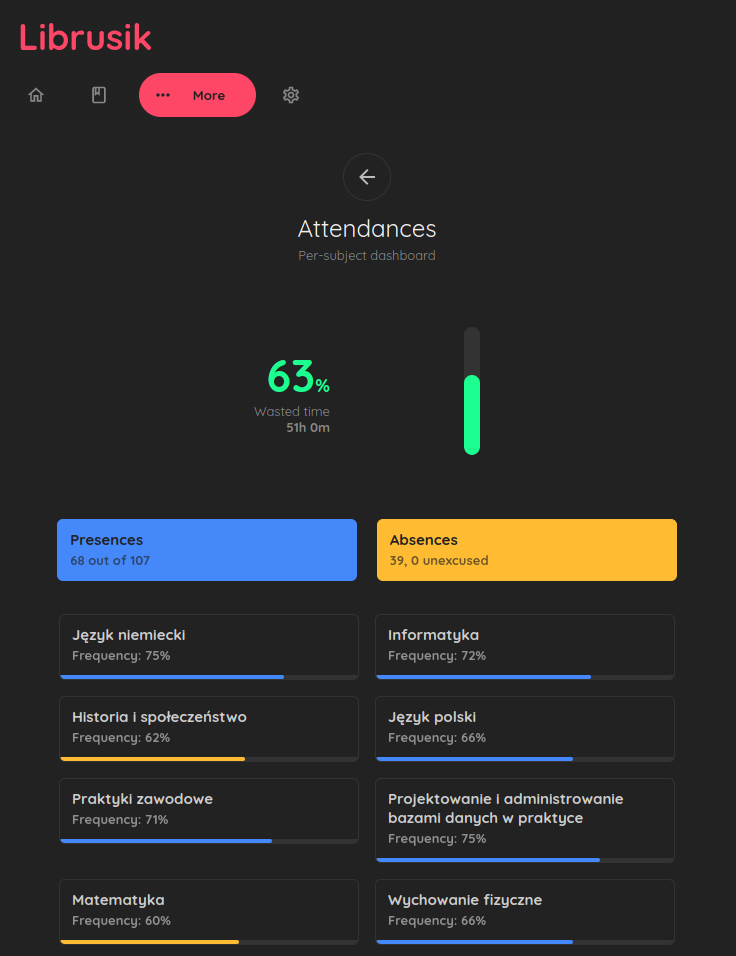 Librusik
More
Attendances
Per-subject dashboard
63%
Wasted time
51h 0m
Presences
68 out of 107
Absences
39, 0 unexcused
Język niemiecki
Frequency: 75%
Informatyka
Frequency: 72%
Historia i społeczeństwo
Frequency: 62%
Język polski
Frequency: 66%
Praktyki zawodowe
Frequency: 71%
Projektowanie i administrowanie
bazami danych w praktyce
Frequency: 75%
Matematyka
Frequency: 60%
Wychowanie fizyczne
Frequency: 66%